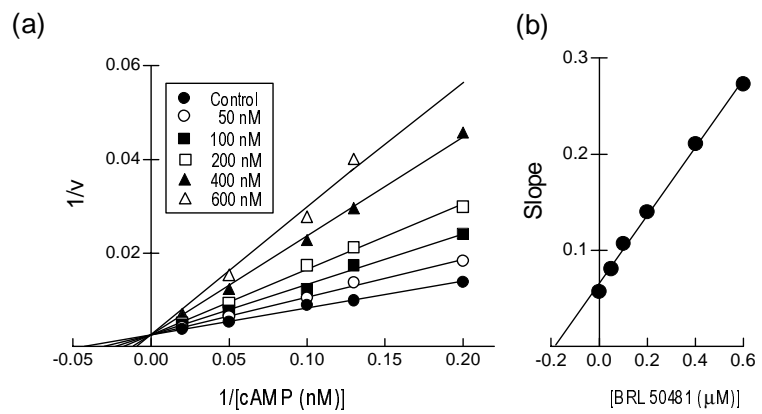 (a)
(b)
0.06
0.04
0.02
1/v
Control
50 nM
100 nM
200 nM
400 nM
600 nM
-0.05 0.00 0.05 0.10 0.15 0.20
1/[cAMP (nM)]
0.3
0.2
0.1
Slope
-0.2 0.0 0.2 0.4 0.6
[BRL 50481 (μM)]